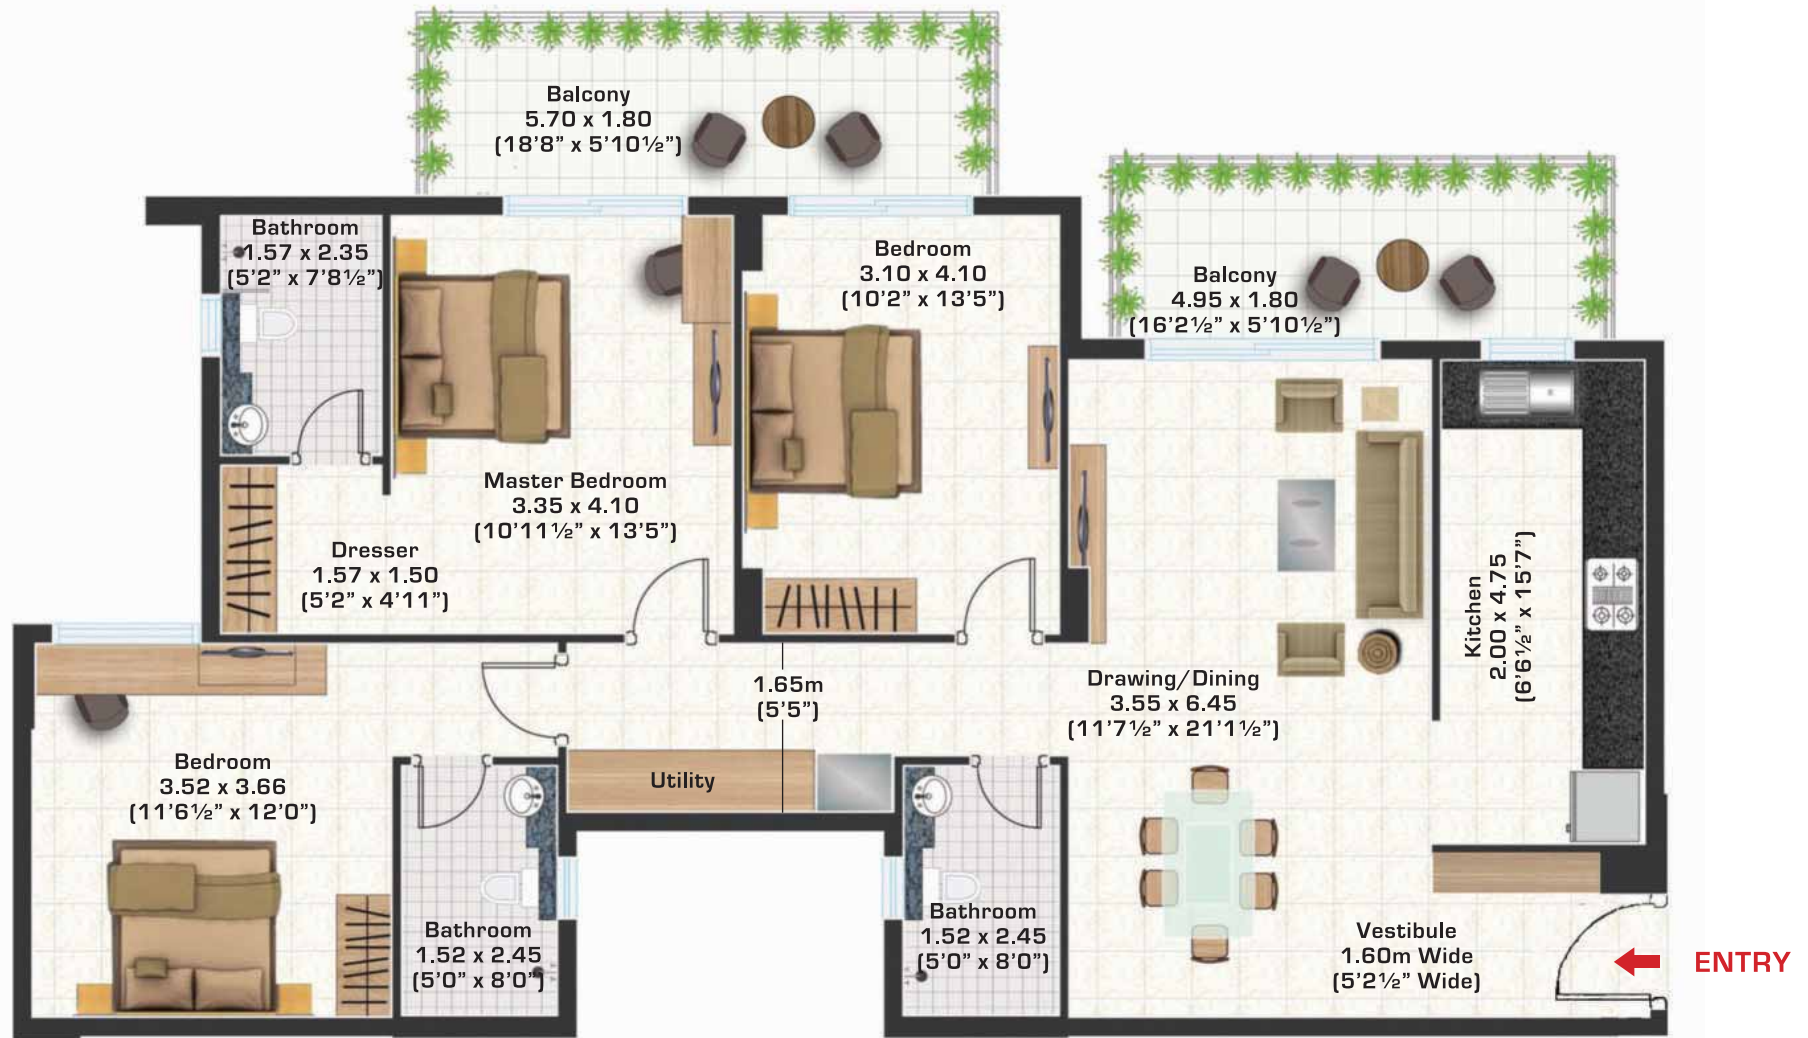 Balcony
5.70 x 1.80
(18'8” x 5'10½”)
Bathroom
1.57 x 2.35
(5'2” x 7'8½”)
Bedroom
3.10 x 4.10
(10'2” x 13'5”)
Balcony
4.95 x 1.80
(16'2½” x 5'10½”)
Master Bedroom
3.35 x 4.10
(10'11½” x 13'5”)
Dresser
1.57 x 1.50
(5'2” x 4'11”)
Kitchen
2.00 x 4.75
(6'6½” x 15'7”)
1.65m
(5'5”)
Drawing/Dining
3.55 x 6.45
(11'7½” x 21'1½”)
Bedroom
3.52 x 3.66
(11'6½” x 12'0”)
Utility
Bathroom
1.52 x 2.45
(5'0” x 8'0”)
Bathroom
1.52 x 2.45
(5'0” x 8'0”)
Vestibule
1.60m Wide
(5'2½” Wide)
ENTRY